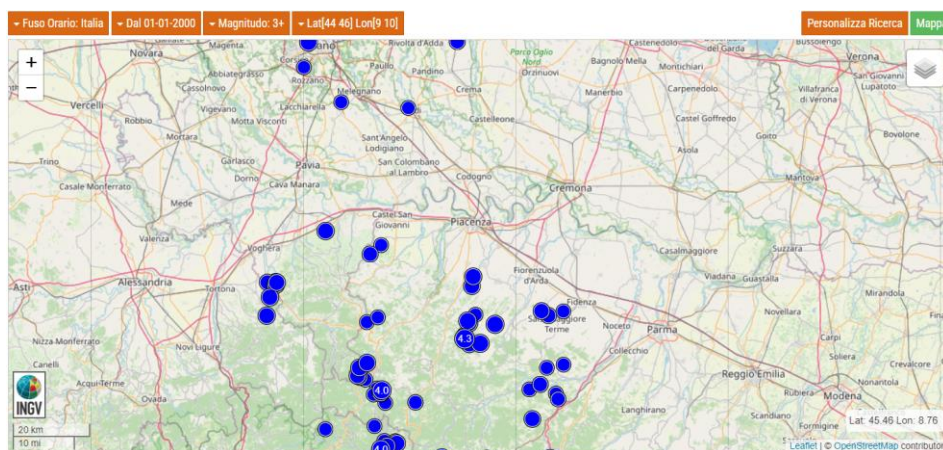 Fuso Orario: Italia
Dal 01-01-2000
Magnitudo: 3+
Lat[44 46] Lon[9 10]
Personalizza Ricerca
Mappa
+
−
Novara
Magenta
Rivolta d'Adda
Parco Oglio
Nord
Castenedolo
del Garda
Bussolengo
Verona
Abbiategrasso
Rozzano
Paullo
Pandino
Orzinuovi
Bagnolo Mella
Montichiari
San Giovanni
Lupatoto
Cassolnovo
Melegnano
Crema
Manerbio
Carpenedolo
Villafranca
di Verona
Vercelli
Vigevano
Lacchiarella
Robbio
Motta Visconti
Castelleone
Castel Goffredo
Mortara
Sant'Angelo
Lodigiano
Goito
Bovolone
Asola
Trino
Garlasco
Pavia
San Colombano
al Lambro
Dorno
Codogno
Mantova
Casale Monferrato
Cava Manara
Cremona
Mede
Castel San
Giovanni
Piacenza
Valenza
Voghera
Casalmaggiore
Suzzara
Fiorenzuola
d'Arda
Viadana
Guastalla
Asti
Alessandria
Tortona
Mirandola
Fidenza
Novellara
Noceto
Parma
Nizza Monferrato
Novi Ligure
4.3
Collecchio
Carpi
Soliera
Canelli
Crevalcore
Acqui-Terme
Reggio Emilia
Nonantola
Ovada
4.0
Modena
INGV
Langhirano
Scandiano
Formigine
Lat: 45.46 Lon: 8.76
20 km
10 mi
4.0
Leaflet | © OpenStreetMap contributor